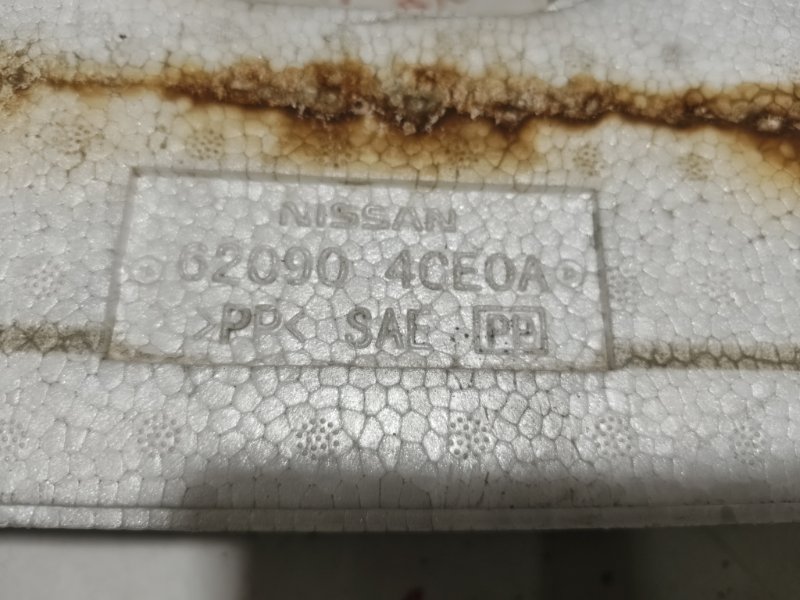 NISSAN
62090 4CE0A
>PP< SAE PP